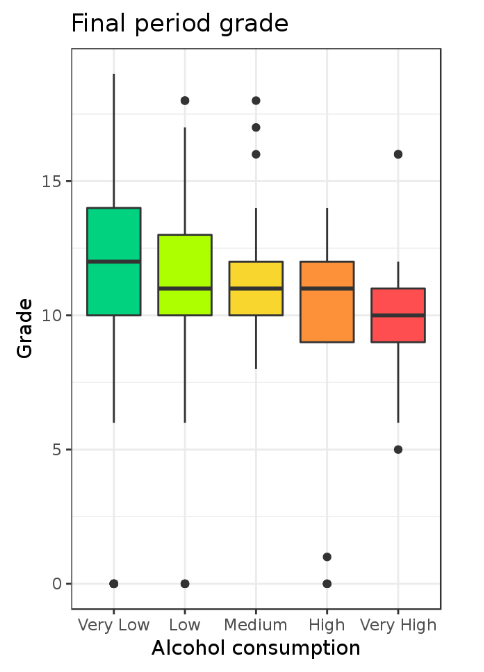 Final period grade
Grade
15
10
5
0
Very Low Low Medium High Very High
Alcohol consumption